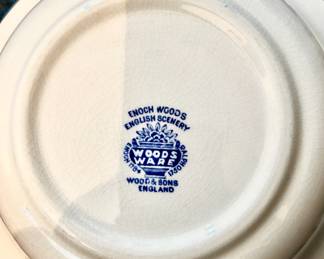 ENOCH WOODS
ENGLISH SCENERY
WOODS
WARE
WOOD & SONS
ENGLAND